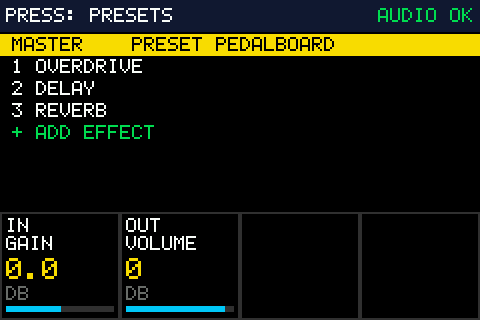 PRESS: PRESETS AUDIO OK
MASTER PRESET PEDALBOARD
1 OVERDRIVE
2 DELAY
3 REVERB
+ ADD EFFECT
IN GAIN
0.0
DB
OUT VOLUME
0
DB